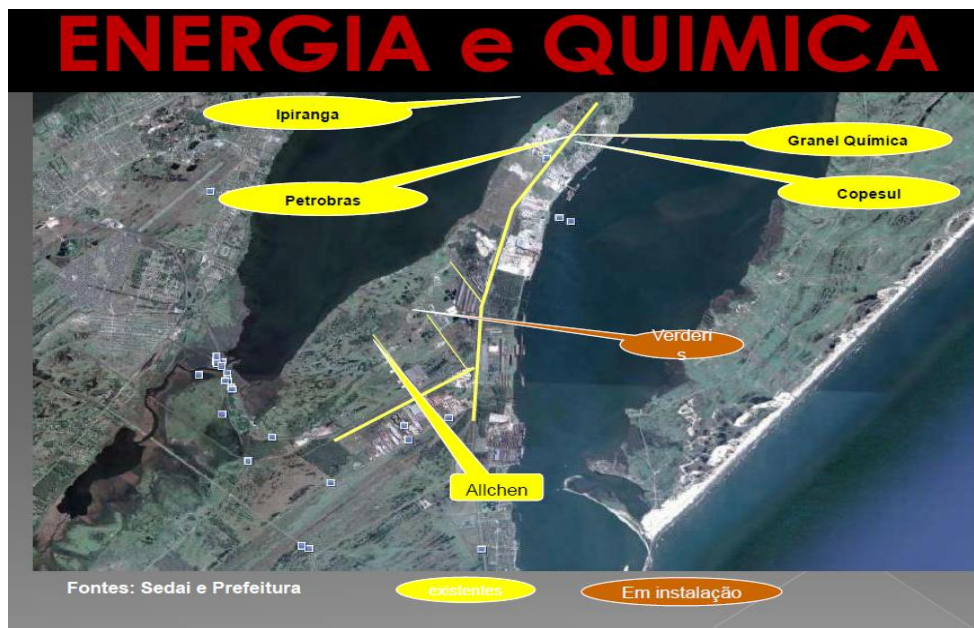 ENERGIA e QUIMICA
Ipiranga
Granel Química
Petrobras
Copesul
Verderi
s
Allchen
Fontes: Sedai e Prefeitura
existentes
Em instalação